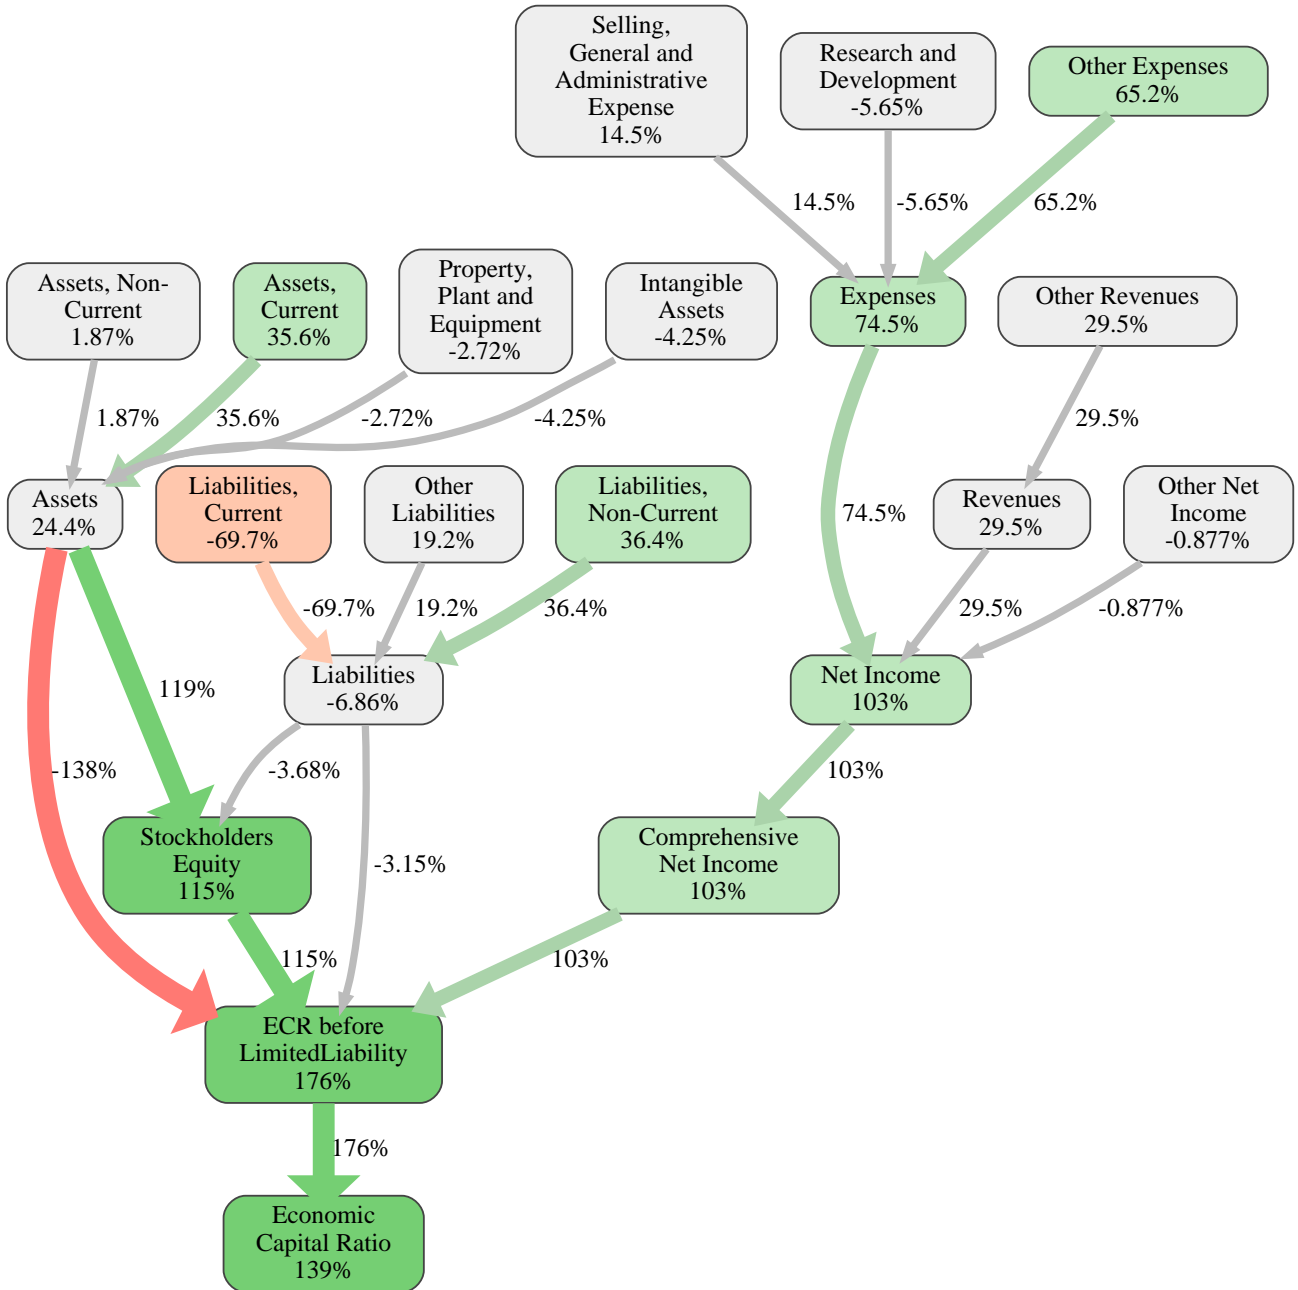 Selling,
General and
Administrative
Expense
14.5%
Research and
Development
-5.65%
Other Expenses
65.2%
14.5%
-5.65%
65.2%
Assets, Non-
Current
1.87%
Assets,
Current
35.6%
Property,
Plant and
Equipment
-2.72%
Intangible
Assets
-4.25%
Expenses
74.5%
Other Revenues
29.5%
1.87%
35.6%
-2.72%
-4.25%
29.5%
Assets
24.4%
Liabilities,
Current
-69.7%
Other
Liabilities
19.2%
Liabilities,
Non-Current
36.4%
74.5%
Revenues
29.5%
Other Net
Income
-0.877%
-69.7%
19.2%
36.4%
29.5%
-0.877%
119%
Liabilities
-6.86%
Net Income
103%
-138%
-3.68%
103%
Stockholders
Equity
115%
-3.15%
Comprehensive
Net Income
103%
115%
103%
ECR before
LimitedLiability
176%
176%
Economic
Capital Ratio
139%